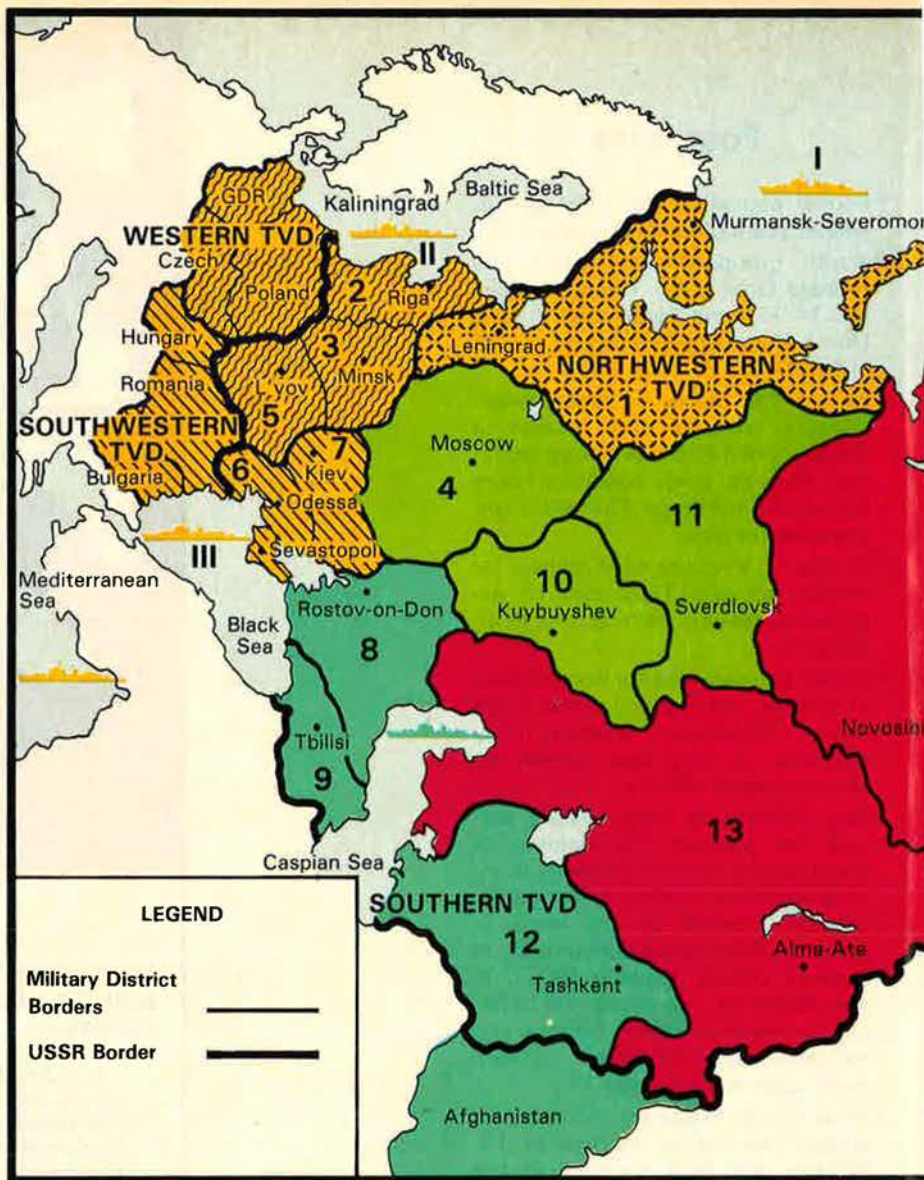 I
Murmansk-Severomor
Baltic Sea
Kaliningrad
II
GDR
WESTERN TVD
Czech
Poland
2
Riga
Hungary
3
Minsk
Leningrad
NORTHWESTERN
TVD
1
Romania
L'vov
5
SOUTHWESTERN
TVD
Bulgaria
6
7
Kiev
Odessa
Sevastopol
III
Moscow
4
11
10
Kuybuyshev
Sverdlovsk
Mediterranean
Sea
Black
Sea
Rostov-on-Don
8
Tbilisi
9
Novosibi
13
Caspian Sea
SOUTHERN TVD
12
Tashkent
Alma-Ate
Afghanistan
LEGEND
Military District
Borders
USSR Border